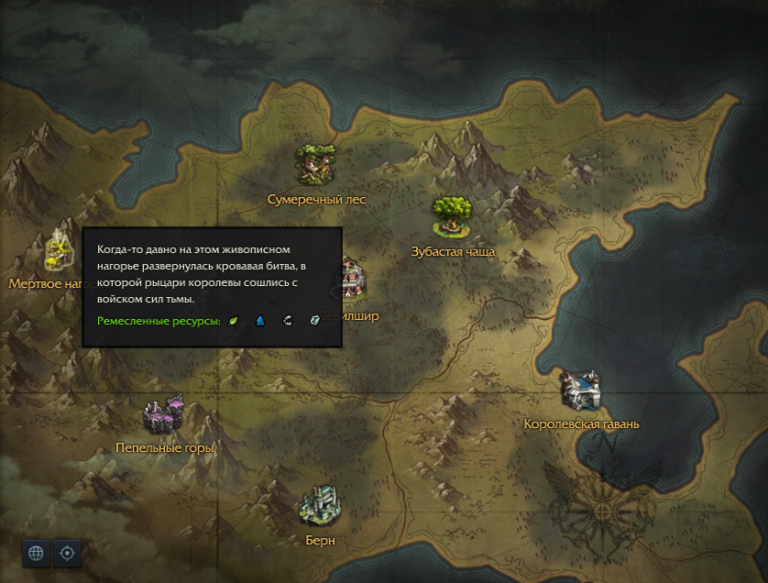 Сумеречный лес
Зубастая чаща
Когда-то давно на этом живописном
нагорье развернулась кровавая битва, в
которой рыцари королевы сошлись с
войском сил тьмы.
Ремесленные ресурсы:
Мертвое
Королевская гавань
Пепельные горы
Берн